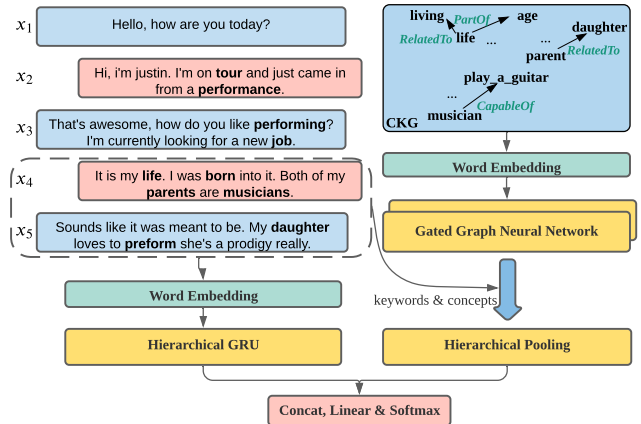 x1
Hello, how are you today?
x2
Hi, i'm justin. I'm on tour and just came in
from a performance.
x3
That's awesome, how do you like performing?
I'm currently looking for a new job.
x4
It is my life. I was born into it. Both of my
parents are musicians.
x5
Sounds like it was meant to be. My daughter
loves to preform she's a prodigy really.
Word Embedding
Hierarchical GRU
living
PartOf
age
daughter
RelatedTo
life
...
...
parent
RelatedTo
play_a_guitar
...
CapableOf
musician
CKG
Word Embedding
Gated Graph Neural Network
keywords & concepts
Hierarchical Pooling
Concat, Linear & Softmax